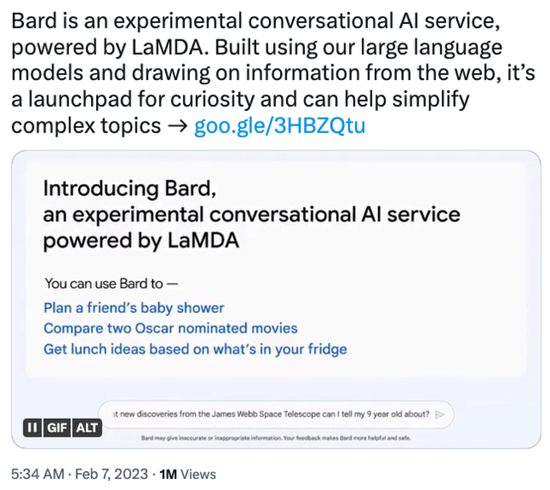 Bard is an experimental conversational AI service,
powered by LaMDA. Built using our large language
models and drawing on information from the web, it’s
a launchpad for curiosity and can help simplify
complex topics → goo.gle/3HBZQtu
Introducing Bard,
an experimental conversational AI service
powered by LaMDA
You can use Bard to —
Plan a friend’s baby shower
Compare two Oscar nominated movies
Get lunch ideas based on what’s in your fridge
new discoveries from the James Webb Space Telescope can I tell my 9 year old about?
Bard may give inaccurate or inappropriate information. Your feedback makes Bard more helpful and safe.
GIF ALT
5:34 AM · Feb 7, 2023 · 1M Views